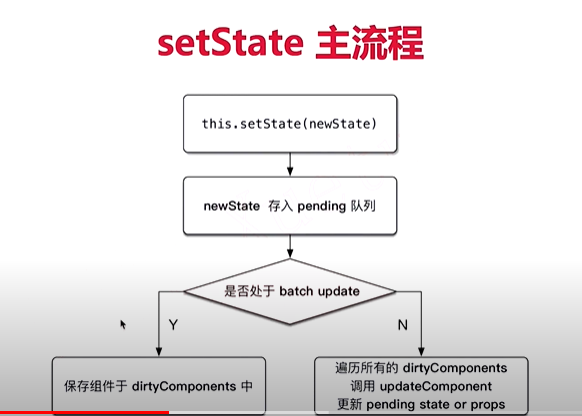 setState 主流程
this.setState(newState)
newState 存入 pending 队列
是否处于 batch update
Y
N
保存组件于 dirtyComponents 中
遍历所有的 dirtyComponents
调用 updateComponent
更新 pending state or props